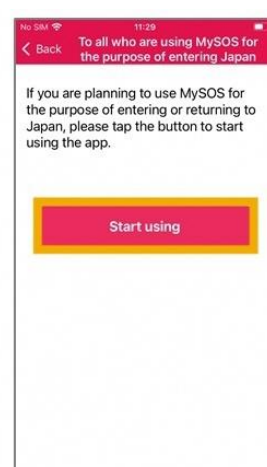 No SIM 11:29
Back
To all who are using MySOS for
the purpose of entering Japan
If you are planning to use MySOS for
the purpose of entering or returning to
Japan, please tap the button to start
using the app.
Start using